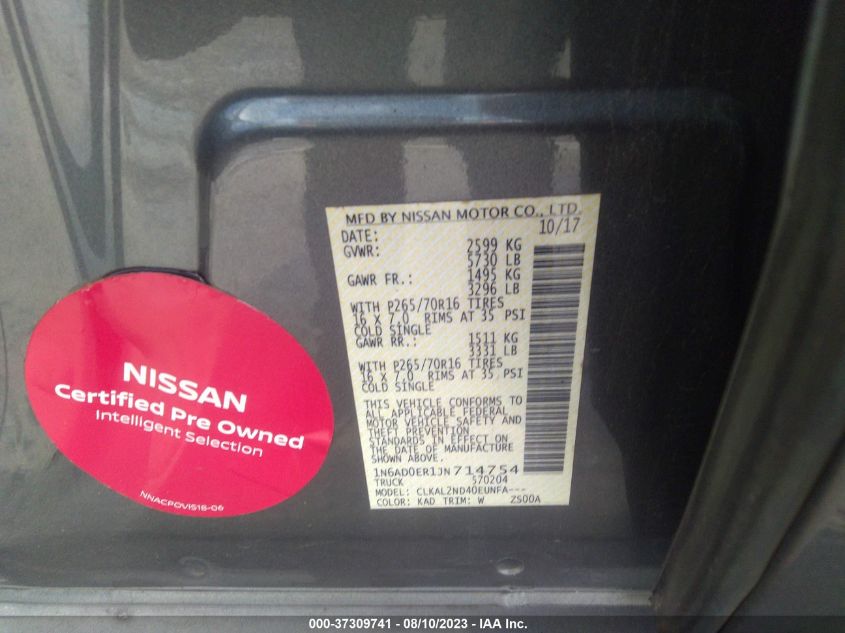 MFD BY NISSAN MOTOR CO., LTD.
DATE: 10/17
GVWR: 2599 KG
5730 LB
GAWR FR.: 1495 KG
3296 LB
WITH P265/70R16 TIRES
16 X 7.0 RIMS AT 35 PSI
COLD SINGLE
GAWR RR.: 1511 KG
3331 LB
WITH P265/70R16 TIRES
16 X 7.0 RIMS AT 35 PSI
COLD SINGLE
THIS VEHICLE CONFORMS TO
ALL APPLICABLE FEDERAL
MOTOR VEHICLE SAFETY AND
THEFT PREVENTION
STANDARDS IN EFFECT ON
THE DATE OF MANUFACTURE
SHOWN ABOVE.
1N6AD0ER1JN714754
TRUCK 570204
MODEL: CLKAL2ND40EUNFA---
COLOR: KAD TRIM: W ZS00A
NISSAN
Certified Pre Owned
Intelligent Selection
NNACPOVIS18-06
000-37309741 - 08/10/2023 - IAA Inc.